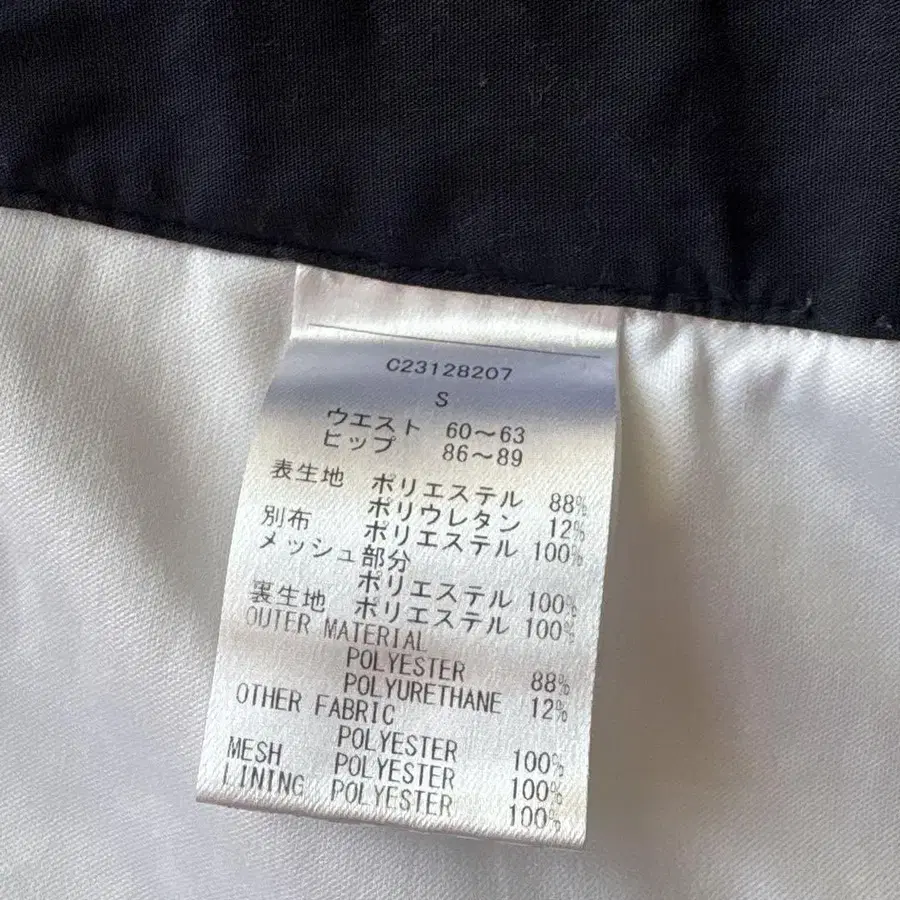 C23128207
S
ウエスト 60～63
ヒップ 86～89
表生地 ポリエステル 88%
ポリウレタン 12%
別布 ポリエステル 100%
メッシュ部分
ポリエステル 100%
裏生地 ポリエステル 100%
OUTER MATERIAL
POLYESTER 88%
POLYURETHANE 12%
OTHER FABRIC
POLYESTER 100%
MESH POLYESTER 100%
LINING POLYESTER 100%